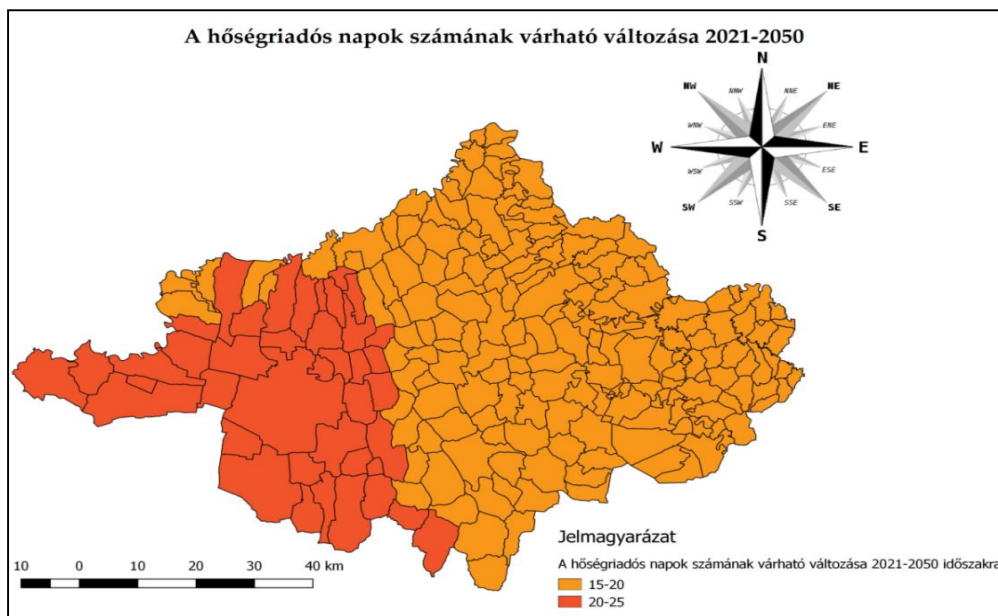 A hőségriadós napok számának várható változása 2021-2050
N
NNW
NNE
NW
NE
WNW
ENE
W
E
WSW
ESE
SW
SE
SSW
SSE
S
Jelmagyarázat
A hőségriadós napok számának várható változása 2021-2050 időszakra
15-20
20-25
10 0 10 20 30 40 km